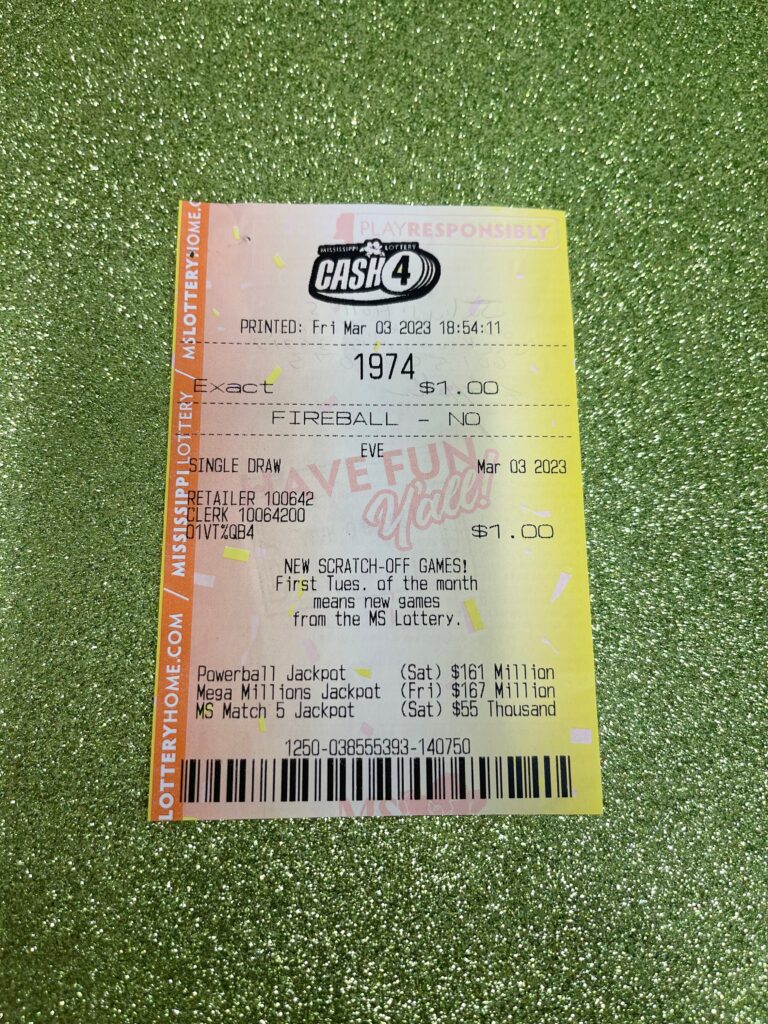 PLAYRESPONSIBLY
MISSISSIPPI LOTTERY
CASH 4
PRINTED: Fri Mar 03 2023 18:54:11
1974
Exact $1.00
FIREBALL - NO
EVE
SINGLE DRAW Mar 03 2023
HAVE FUN,
Y'all!
RETAILER 100642
CLERK 10064200
01VT%QB4 $1.00
NEW SCRATCH-OFF GAMES!
First Tues. of the month
means new games
from the MS Lottery.
Powerball Jackpot (Sat) $161 Million
Mega Millions Jackpot (Fri) $167 Million
MS Match 5 Jackpot (Sat) $55 Thousand
1250-038555393-140750
MS
LOTTERYHOME.COM / MISSISSIPPI LOTTERY / MSLOTTERYHOME.C